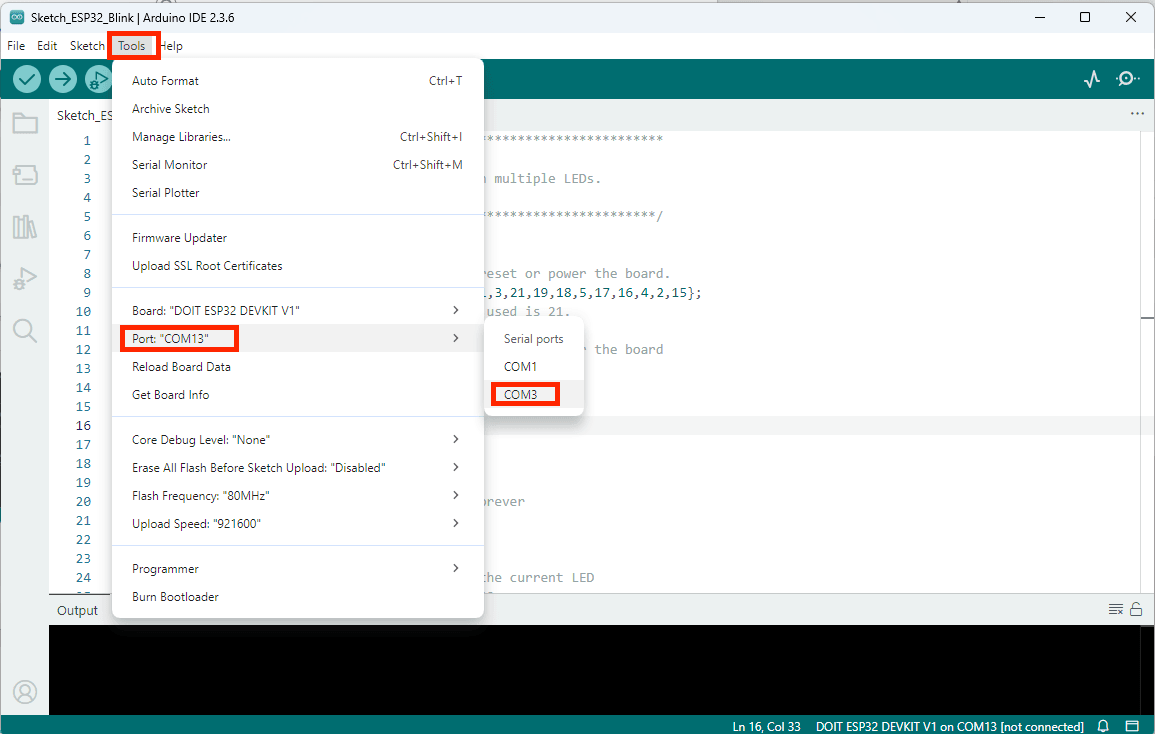 Sketch_ESP32_Blink | Arduino IDE 2.3.6
File Edit Sketch Tools Help
Sketch_ES
Auto Format Ctrl+T
Archive Sketch
Manage Libraries... Ctrl+Shift+I
Serial Monitor Ctrl+Shift+M
Serial Plotter
Firmware Updater
Upload SSL Root Certificates
Board: "DOIT ESP32 DEVKIT V1"
Port: "COM13"
Reload Board Data
Get Board Info
Core Debug Level: "None"
Erase All Flash Before Sketch Upload: "Disabled"
Flash Frequency: "80MHz"
Upload Speed: "921600"
Programmer
Burn Bootloader
Serial ports
COM1
COM3
1 ************************
2
3 multiple LEDs.
4
5 ************************/
6
7
8 reset or power the board.
9 ,3,21,19,18,5,17,16,4,2,15};
10 used is 21.
11
12 the board
13
14
15
16
17
18
19
20 orever
21
22
23
24 the current LED
Output
Ln 16, Col 33 DOIT ESP32 DEVKIT V1 on COM13 [not connected]